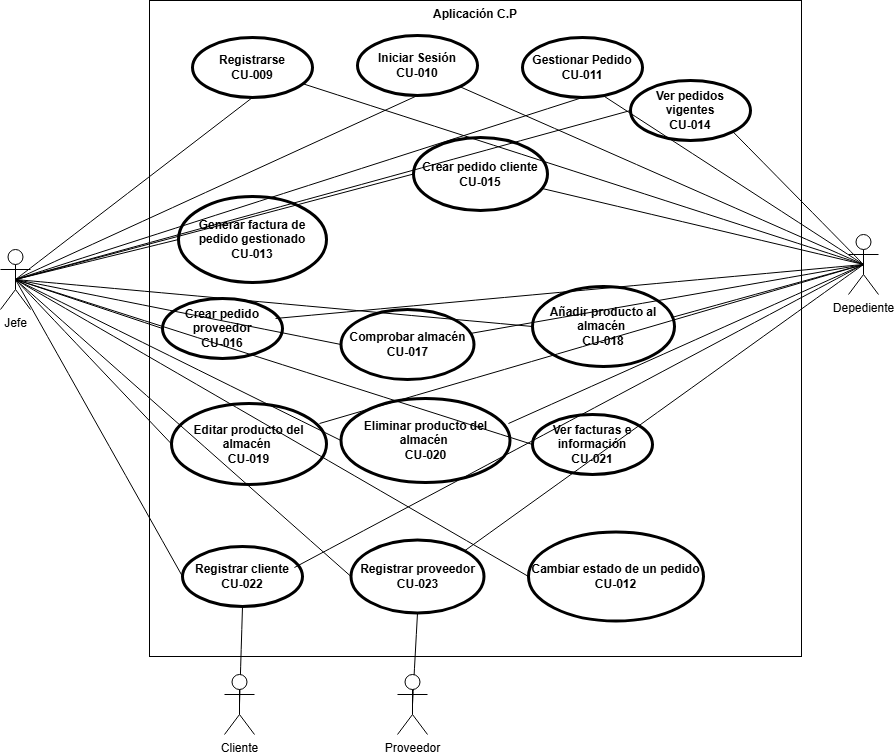 Aplicación C.P
Registrarse
CU-009
Iniciar Sesión
CU-010
Gestionar Pedido
CU-011
Ver pedidos
vigentes
CU-014
Crear pedido cliente
CU-015
Generar factura de
pedido gestionado
CU-013
Jefe
Depediente
Crear pedido
proveedor
CU-016
Comprobar almacén
CU-017
Añadir producto al
almacén
CU-018
Editar producto del
almacén
CU-019
Eliminar producto del
almacén
CU-020
Ver facturas e
información
CU-021
Registrar cliente
CU-022
Registrar proveedor
CU-023
Cambiar estado de un pedido
CU-012
Cliente
Proveedor